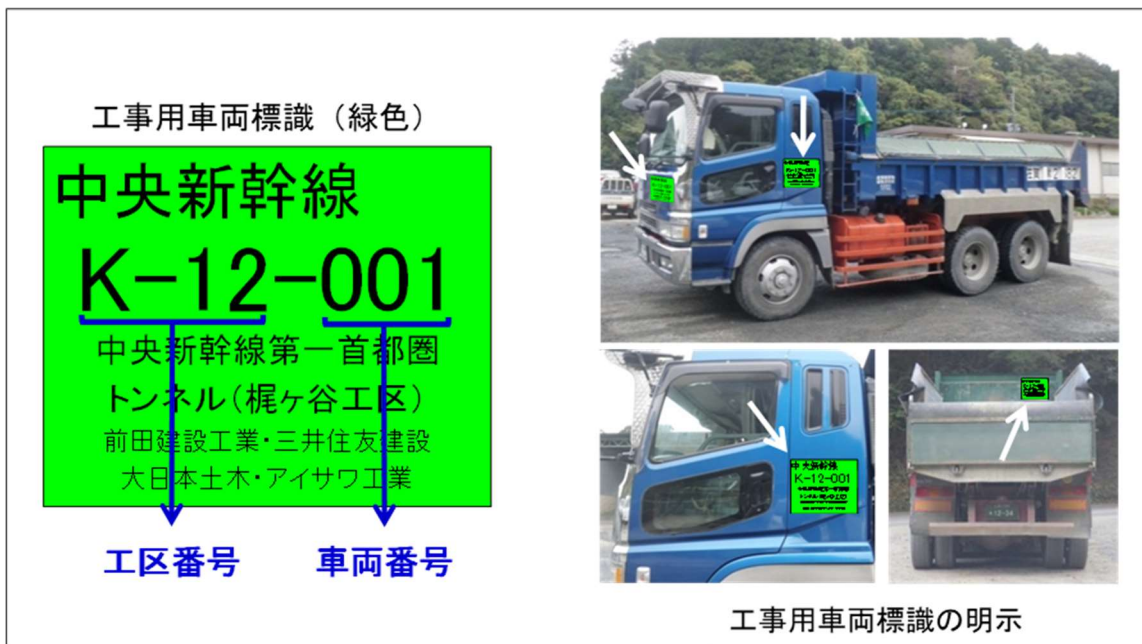 工事用車両標識（緑色）
中央新幹線
K-12-001
中央新幹線第一首都圏
トンネル(梶ヶ谷工区)
前田建設工業・三井住友建設
大日本土木・アイサワ工業
工区番号
車両番号
K-12-001
中央新幹線
K-12-001
工事用車両標識の明示